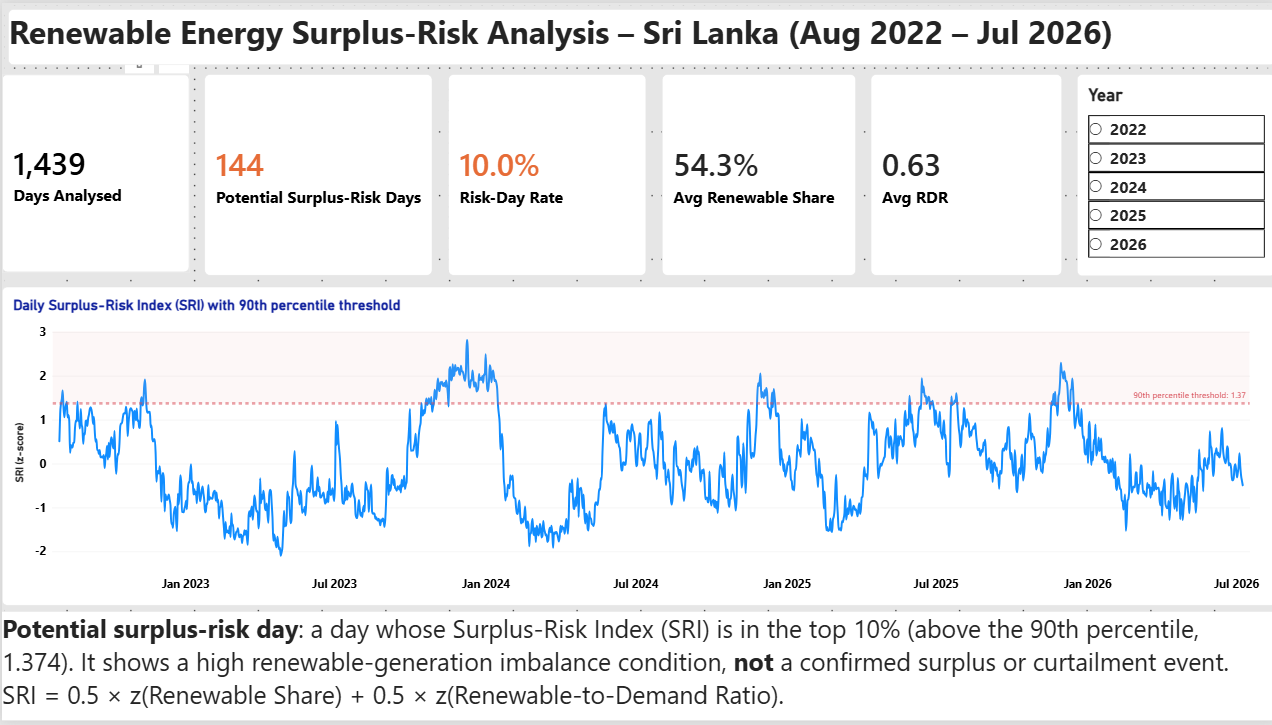 Renewable Energy Surplus-Risk Analysis – Sri Lanka (Aug 2022 – Jul 2026)
1,439
Days Analysed
144
Potential Surplus-Risk Days
10.0%
Risk-Day Rate
54.3%
Avg Renewable Share
0.63
Avg RDR
Year
2022
2023
2024
2025
2026
Daily Surplus-Risk Index (SRI) with 90th percentile threshold
SRI (z-score)
3
2
1
0
-1
-2
90th percentile threshold: 1.37
Jan 2023
Jul 2023
Jan 2024
Jul 2024
Jan 2025
Jul 2025
Jan 2026
Jul 2026
Potential surplus-risk day: a day whose Surplus-Risk Index (SRI) is in the top 10% (above the 90th percentile,
1.374). It shows a high renewable-generation imbalance condition, not a confirmed surplus or curtailment event.
SRI = 0.5 × z(Renewable Share) + 0.5 × z(Renewable-to-Demand Ratio).